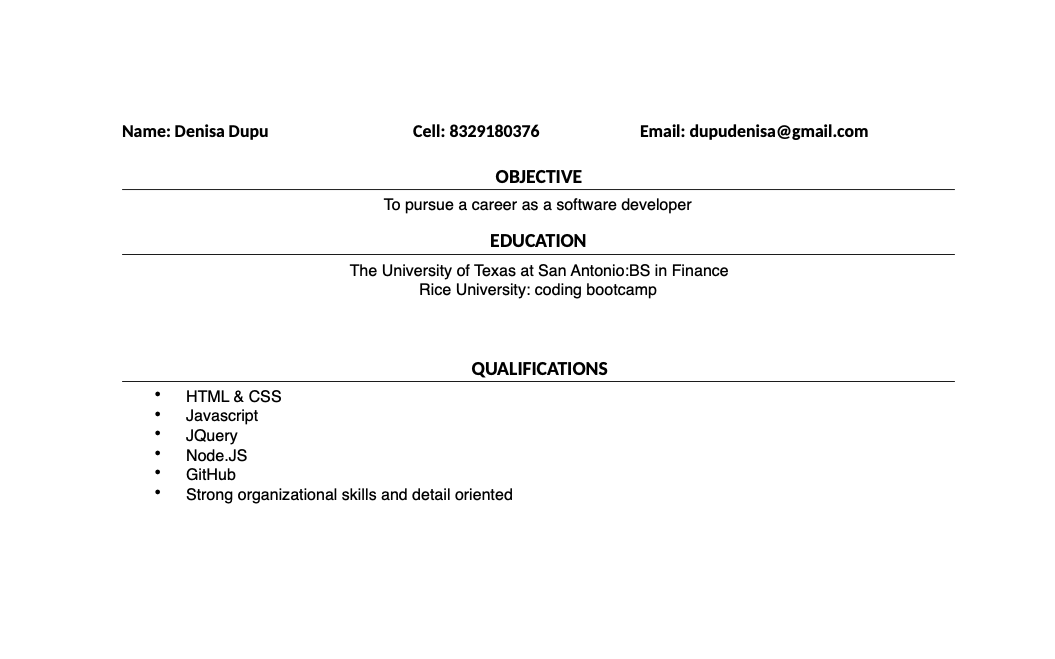 Name: Denisa Dupu Cell: 8329180376 Email: dupudenisa@gmail.com
OBJECTIVE
To pursue a career as a software developer
EDUCATION
The University of Texas at San Antonio:BS in Finance
Rice University: coding bootcamp
QUALIFICATIONS
• HTML & CSS
• Javascript
• JQuery
• Node.JS
• GitHub
• Strong organizational skills and detail oriented